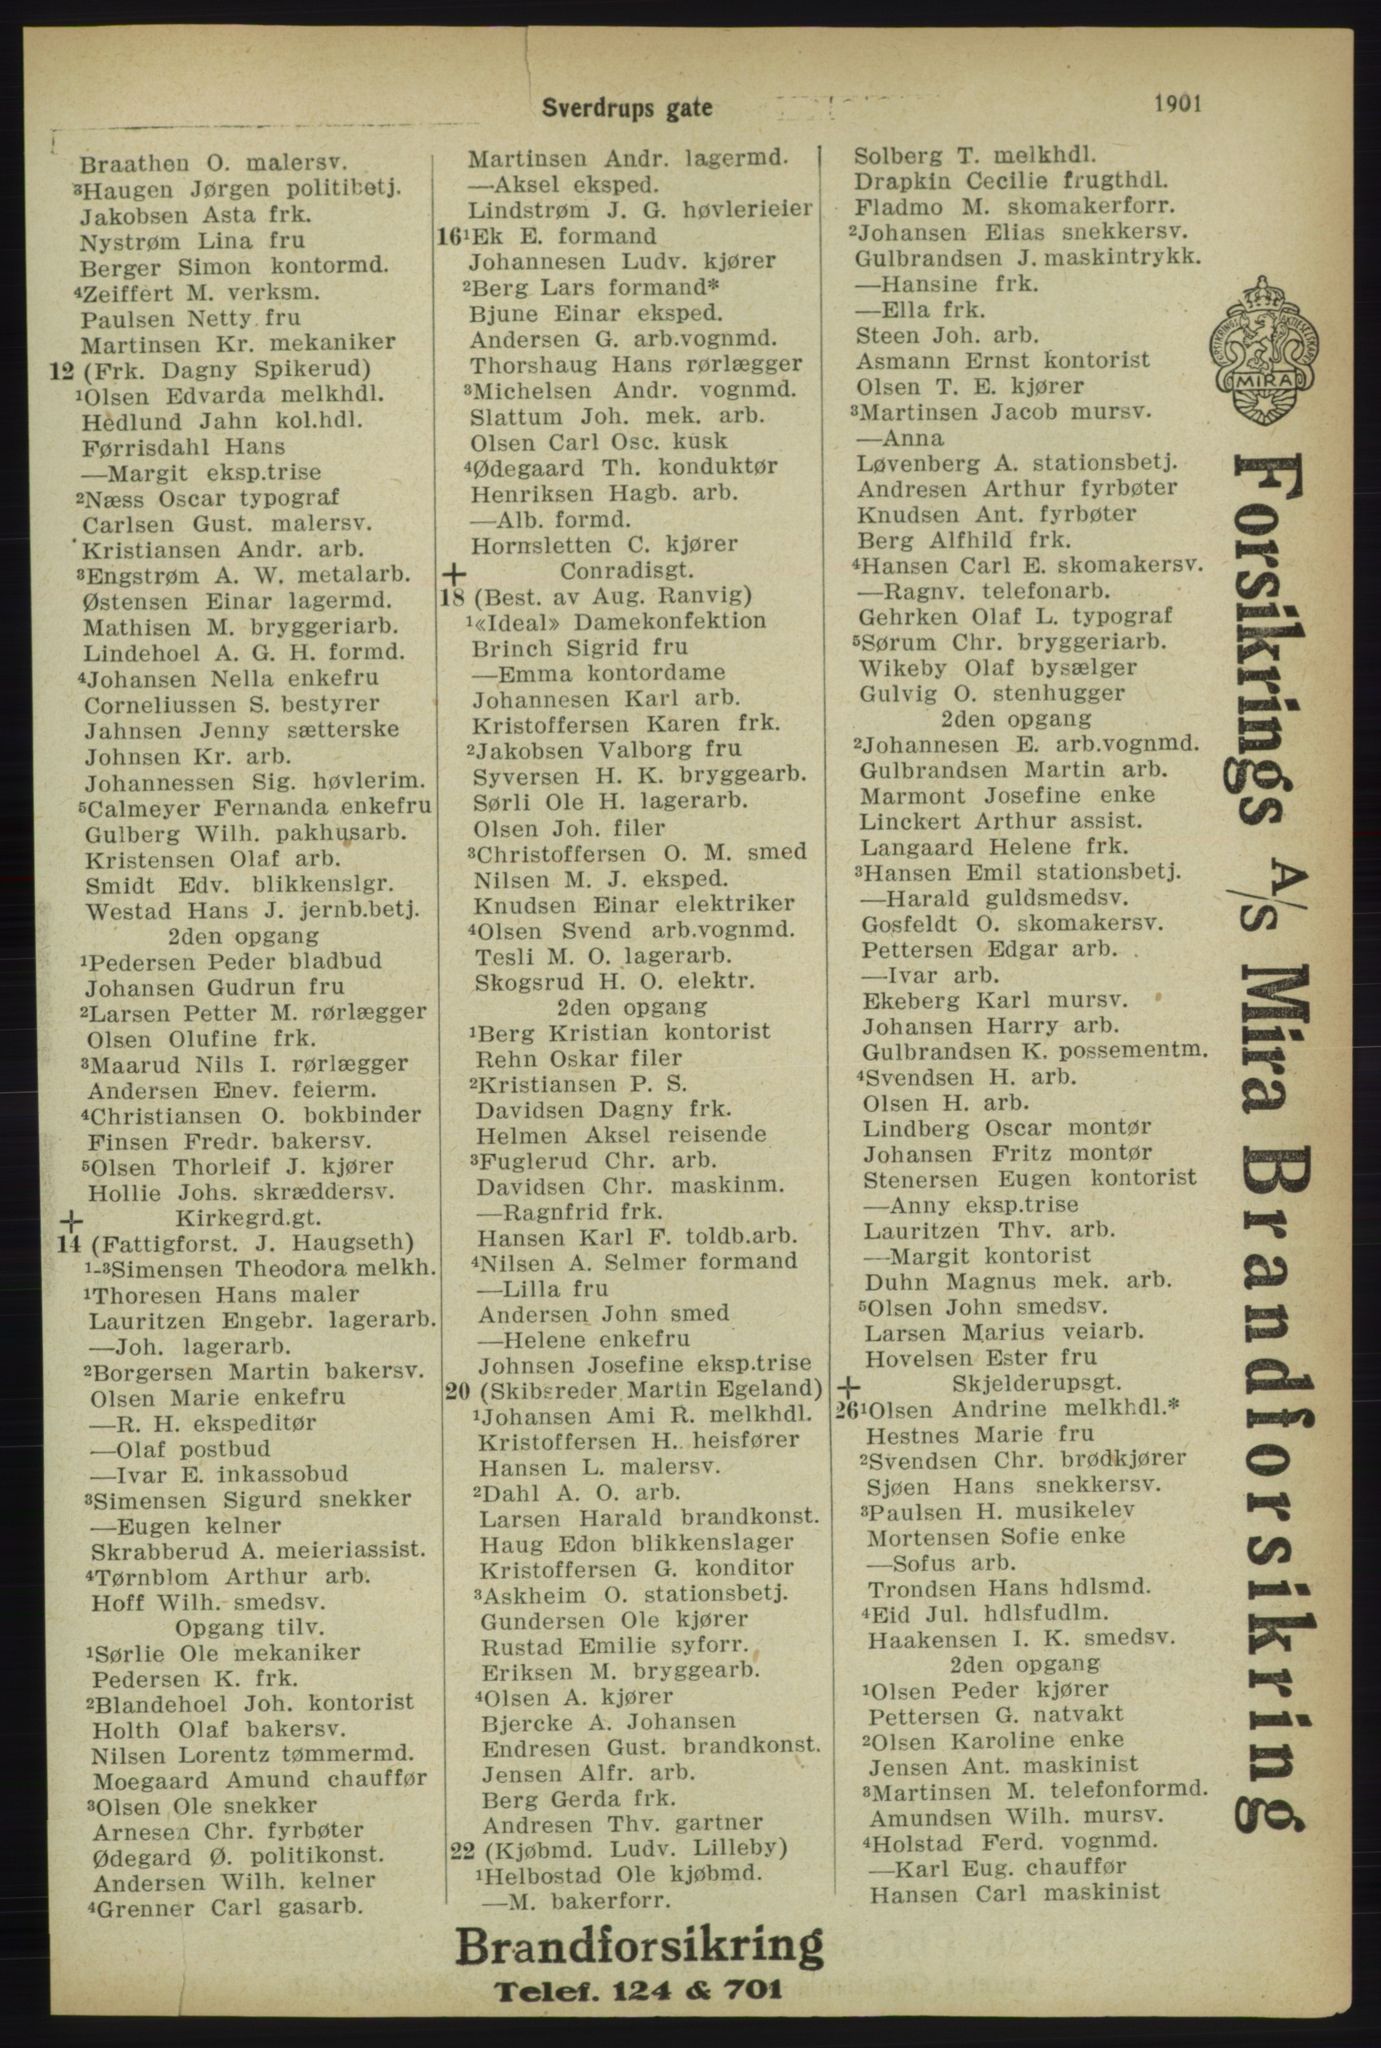 Sverdrups gate
1901
Braathen O. malersv.
³Haugen Jørgen politibetj.
Jakobsen Asta frk.
Nystrøm Lina fru
Berger Simon kontormd.
⁴Zeiffert M. verksm.
Paulsen Netty fru
Martinsen Kr. mekaniker
12 (Frk. Dagny Spikerud)
¹Olsen Edvarda melkhdl.
Hedlund Jahn kol.hdl.
Førrisdahl Hans
—Margit eksp.trise
²Næss Oscar typograf
Carlsen Gust. malersv.
Kristiansen Andr. arb.
³Engstrøm A. W. metalarb.
Østensen Einar lagermd.
Mathisen M. bryggeriarb.
Lindehoel A. G. H. formd.
⁴Johansen Nella enkefru
Corneliussen S. bestyrer
Jahnsen Jenny sætterske
Johnsen Kr. arb.
Johannessen Sig. høvlerim.
⁵Calmeyer Fernanda enkefru
Gulberg Wilh. pakhusarb.
Kristensen Olaf arb.
Smidt Edv. blikkenslgr.
Westad Hans J. jernb.betj.
2den opgang
¹Pedersen Peder bladbud
Johansen Gudrun fru
²Larsen Petter M. rørlægger
Olsen Olufine frk.
³Maarud Nils I. rørlægger
Andersen Enev. feierm.
⁴Christiansen O. bokbinder
Finsen Fredr. bakersv.
⁵Olsen Thorleif J. kjører
Hollie Johs. skræddersv.
+ Kirkegrd.gt.
14 (Fattigforst. J. Haugseth)
¹-³Simensen Theodora melkh.
¹Thoresen Hans maler
Lauritzen Engebr. lagerarb.
—Joh. lagerarb.
²Borgersen Martin bakersv.
Olsen Marie enkefru
—R. H. ekspeditør
—Olaf postbud
—Ivar E. inkassobud
³Simensen Sigurd snekker
—Eugen kelner
Skrabberud A. meieriassist.
⁴Tørnblom Arthur arb.
Hoff Wilh. smedsv.
Opgang tilv.
¹Sørlie Ole mekaniker
Pedersen K. frk.
²Blandehoel Joh. kontorist
Holth Olaf bakersv.
Nilsen Lorentz tømmermd.
Moegaard Amund chauffør
³Olsen Ole snekker
Arnesen Chr. fyrbøter
Ødegard Ø. politikonst.
Andersen Wilh. kelner
⁴Grenner Carl gasarb.
Martinsen Andr. lagermd.
—Aksel eksped.
Lindstrøm J. G. høvlerieier
16¹Ek E. formand
Johannesen Ludv. kjører
²Berg Lars formand*
Bjune Einar eksped.
Andersen G. arb.vognmd.
Thorshaug Hans rørlægger
³Michelsen Andr. vognmd.
Slattum Joh. mek. arb.
Olsen Carl Osc. kusk
⁴Ødegaard Th. konduktør
Henriksen Hagb. arb.
—Alb. formd.
Hornsletten C. kjører
+ Conradisgt.
18 (Best. av Aug. Ranvig)
¹«Ideal» Damekonfektion
Brinch Sigrid fru
—Emma kontordame
Johannesen Karl arb.
Kristoffersen Karen frk.
²Jakobsen Valborg fru
Syversen H. K. bryggearb.
Sørli Ole H. lagerarb.
Olsen Joh. filer
³Christoffersen O. M. smed
Nilsen M. J. eksped.
Knudsen Einar elektriker
⁴Olsen Svend arb.vognmd.
Tesli M. O. lagerarb.
Skogsrud H. O. elektr.
2den opgang
¹Berg Kristian kontorist
Rehn Oskar filer
²Kristiansen P. S.
Davidsen Dagny frk.
Helmen Aksel reisende
³Fuglerud Chr. arb.
Davidsen Chr. maskinm.
—Ragnfrid frk.
Hansen Karl F. toldb.arb.
⁴Nilsen A. Selmer formand
—Lilla fru
Andersen John smed
—Helene enkefru
Johnsen Josefine eksp.trise
20 (Skibsreder Martin Egeland)
¹Johansen Ami R. melkhdl.
Kristoffersen H. heisfører
Hansen L. malersv.
²Dahl A. O. arb.
Larsen Harald brandkonst.
Haug Edon blikkenslager
Kristoffersen G. konditor
³Askheim O. stationsbetj.
Gundersen Ole kjører
Rustad Emilie syforr.
Eriksen M. bryggearb.
⁴Olsen A. kjører
Bjercke A. Johansen
Endresen Gust. brandkonst.
Jensen Alfr. arb.
Berg Gerda frk.
Andresen Thv. gartner
22 (Kjøbmd. Ludv. Lilleby)
¹Helbostad Ole kjøbmd.
—M. bakerforr.
Solberg T. melkhdl.
Drapkin Cecilie frugthdl.
Fladmo M. skomakerforr.
²Johansen Elias snekkersv.
Gulbrandsen J. maskintrykk.
—Hansine frk.
—Ella frk.
Steen Joh. arb.
Asmann Ernst kontorist
Olsen T. E. kjører
³Martinsen Jacob mursv.
—Anna
Løvenberg A. stationsbetj.
Andresen Arthur fyrbøter
Knudsen Ant. fyrbøter
Berg Alfhild frk.
⁴Hansen Carl E. skomakersv.
—Ragnv. telefonarb.
Gehrken Olaf L. typograf
⁵Sørum Chr. bryggeriarb.
Wikeby Olaf bysælger
Gulvig O. stenhugger
2den opgang
²Johannesen E. arb.vognmd.
Gulbrandsen Martin arb.
Marmont Josefine enke
Linckert Arthur assist.
Langaard Helene frk.
³Hansen Emil stationsbetj.
—Harald guldsmedsv.
Gosfeldt O. skomakersv.
Pettersen Edgar arb.
—Ivar arb.
Ekeberg Karl mursv.
Johansen Harry arb.
Gulbrandsen K. possementm.
⁴Svendsen H. arb.
Olsen H. arb.
Lindberg Oscar montør
Johansen Fritz montør
Stenersen Eugen kontorist
—Anny eksp.trise
Lauritzen Thv. arb.
—Margit kontorist
Duhn Magnus mek. arb.
⁵Olsen John smedsv.
Larsen Marius veiarb.
Hovelsen Ester fru
+ Skjelderupsgt.
26¹Olsen Andrine melkhdl.*
Hestnes Marie fru
²Svendsen Chr. brødkjører
Sjøen Hans snekkersv.
³Paulsen H. musikelev
Mortensen Sofie enke
—Sofus arb.
Trondsen Hans hdlsmd.
⁴Eid Jul. hdlsfudlm.
Haakensen I. K. smedsv.
2den opgang
¹Olsen Peder kjører
Pettersen G. natvakt
²Olsen Karoline enke
Jensen Ant. maskinist
³Martinsen M. telefonformd.
Amundsen Wilh. mursv.
⁴Holstad Ferd. vognmd.
—Karl Eug. chauffør
Hansen Carl maskinist
MIRA
Forsikrings A/s Mira Brandforsikring
Brandforsikring
Telef. 124 & 701